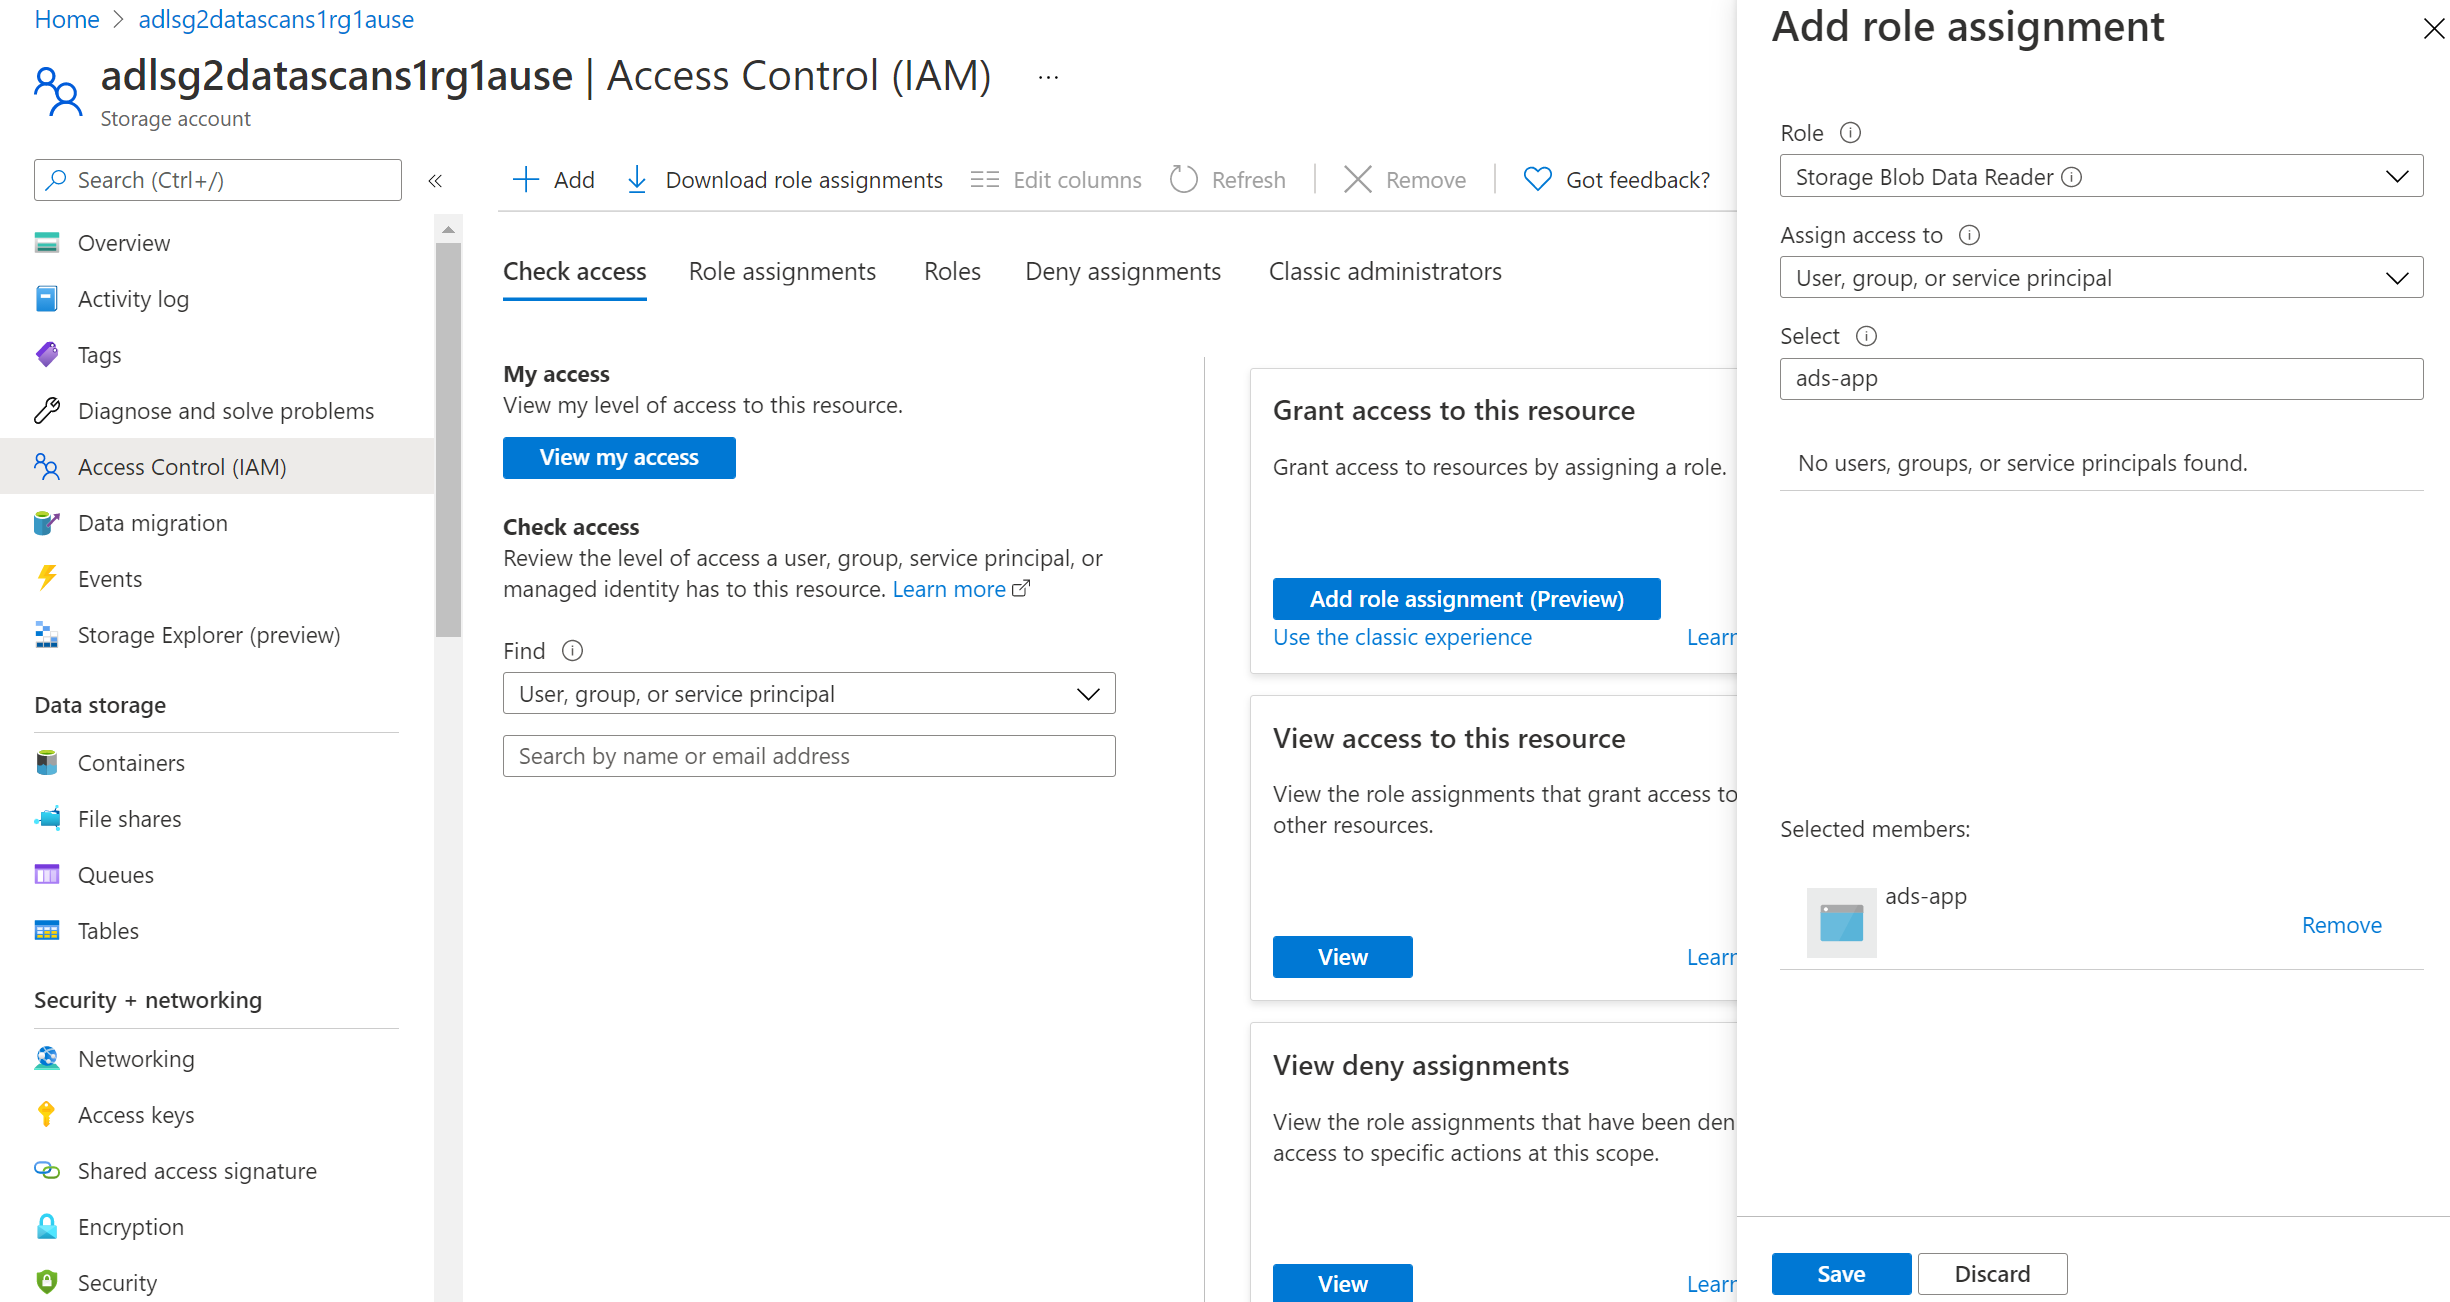 Home > adlsg2datascans1rg1ause
adlsg2datascans1rg1ause | Access Control (IAM) ...
Storage account
Search (Ctrl+/)
«
Overview
Activity log
Tags
Diagnose and solve problems
Access Control (IAM)
Data migration
Events
Storage Explorer (preview)
Data storage
Containers
File shares
Queues
Tables
Security + networking
Networking
Access keys
Shared access signature
Encryption
Security
Add Download role assignments Edit columns Refresh Remove Got feedback?
Check access Role assignments Roles Deny assignments Classic administrators
My access
View my level of access to this resource.
View my access
Check access
Review the level of access a user, group, service principal, or
managed identity has to this resource. Learn more
Find
User, group, or service principal
Search by name or email address
Grant access to this resource
Grant access to resources by assigning a role.
Add role assignment (Preview)
Use the classic experience Learn
View access to this resource
View the role assignments that grant access to
other resources.
View Learn
View deny assignments
View the role assignments that have been den
access to specific actions at this scope.
View Learn
Add role assignment
Role
Storage Blob Data Reader
Assign access to
User, group, or service principal
Select
ads-app
No users, groups, or service principals found.
Selected members:
ads-app
Remove
Save Discard